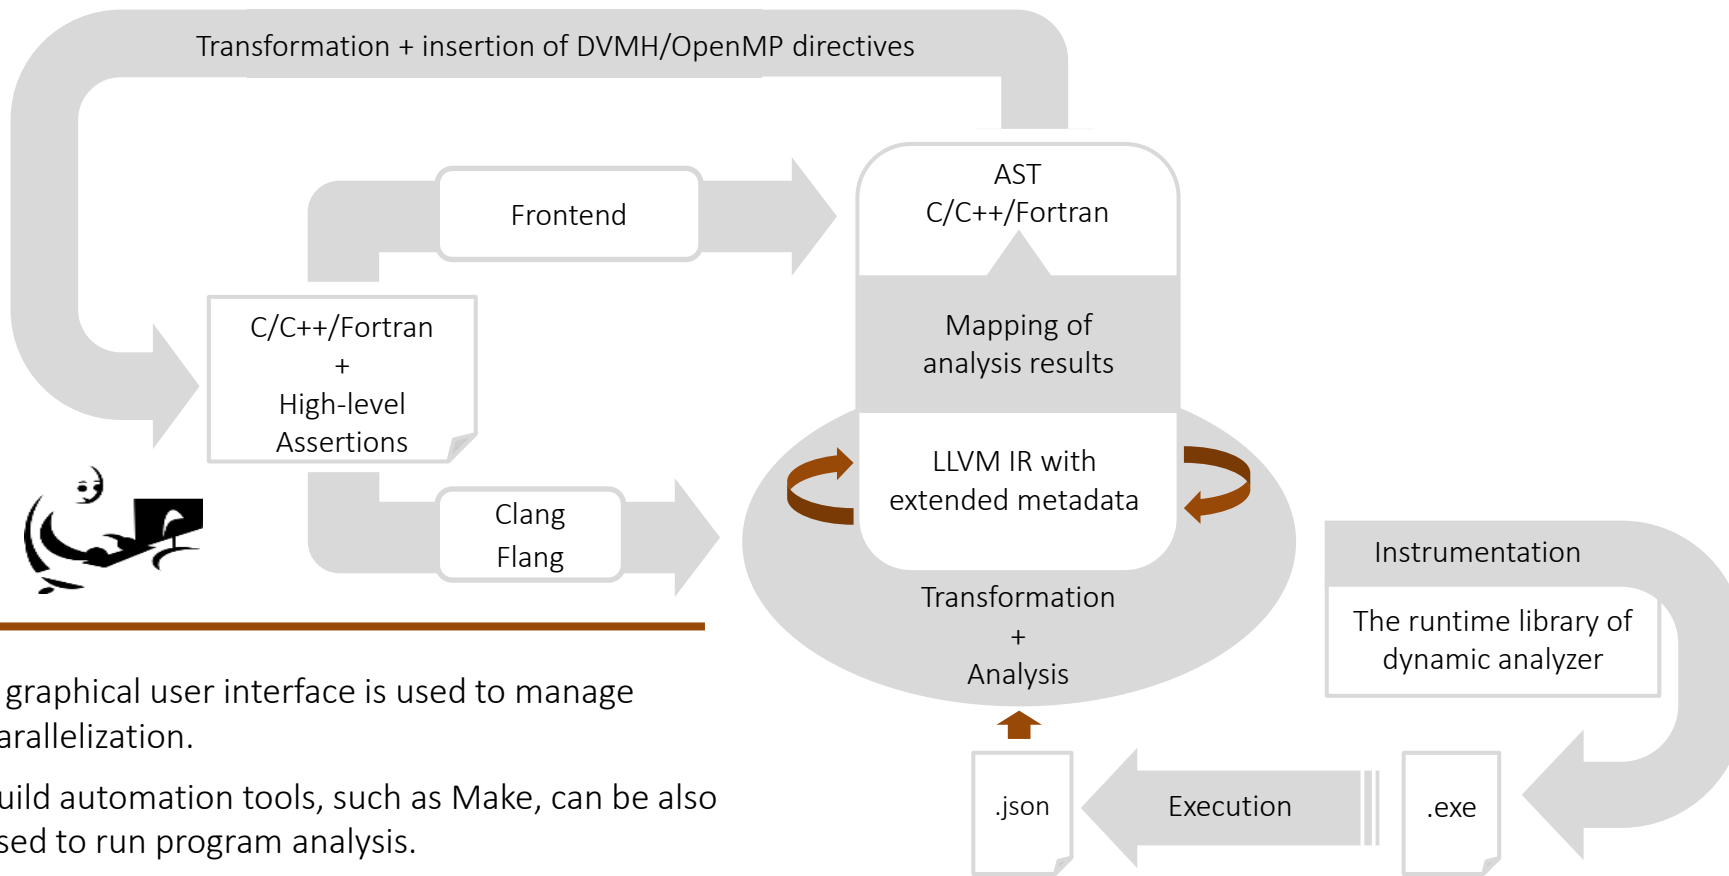 Transformation + insertion of DVMH/OpenMP directives
AST
C/C++/Fortran
Frontend
C/C++/Fortran
+
High-level
Assertions
Mapping of
analysis results
LLVM IR with
extended metadata
Clang
Flang
Transformation
+
Analysis
Instrumentation
The runtime library of
dynamic analyzer
.json
Execution
.exe
graphical user interface is used to manage
arallelization.
uild automation tools, such as Make, can be also
sed to run program analysis.